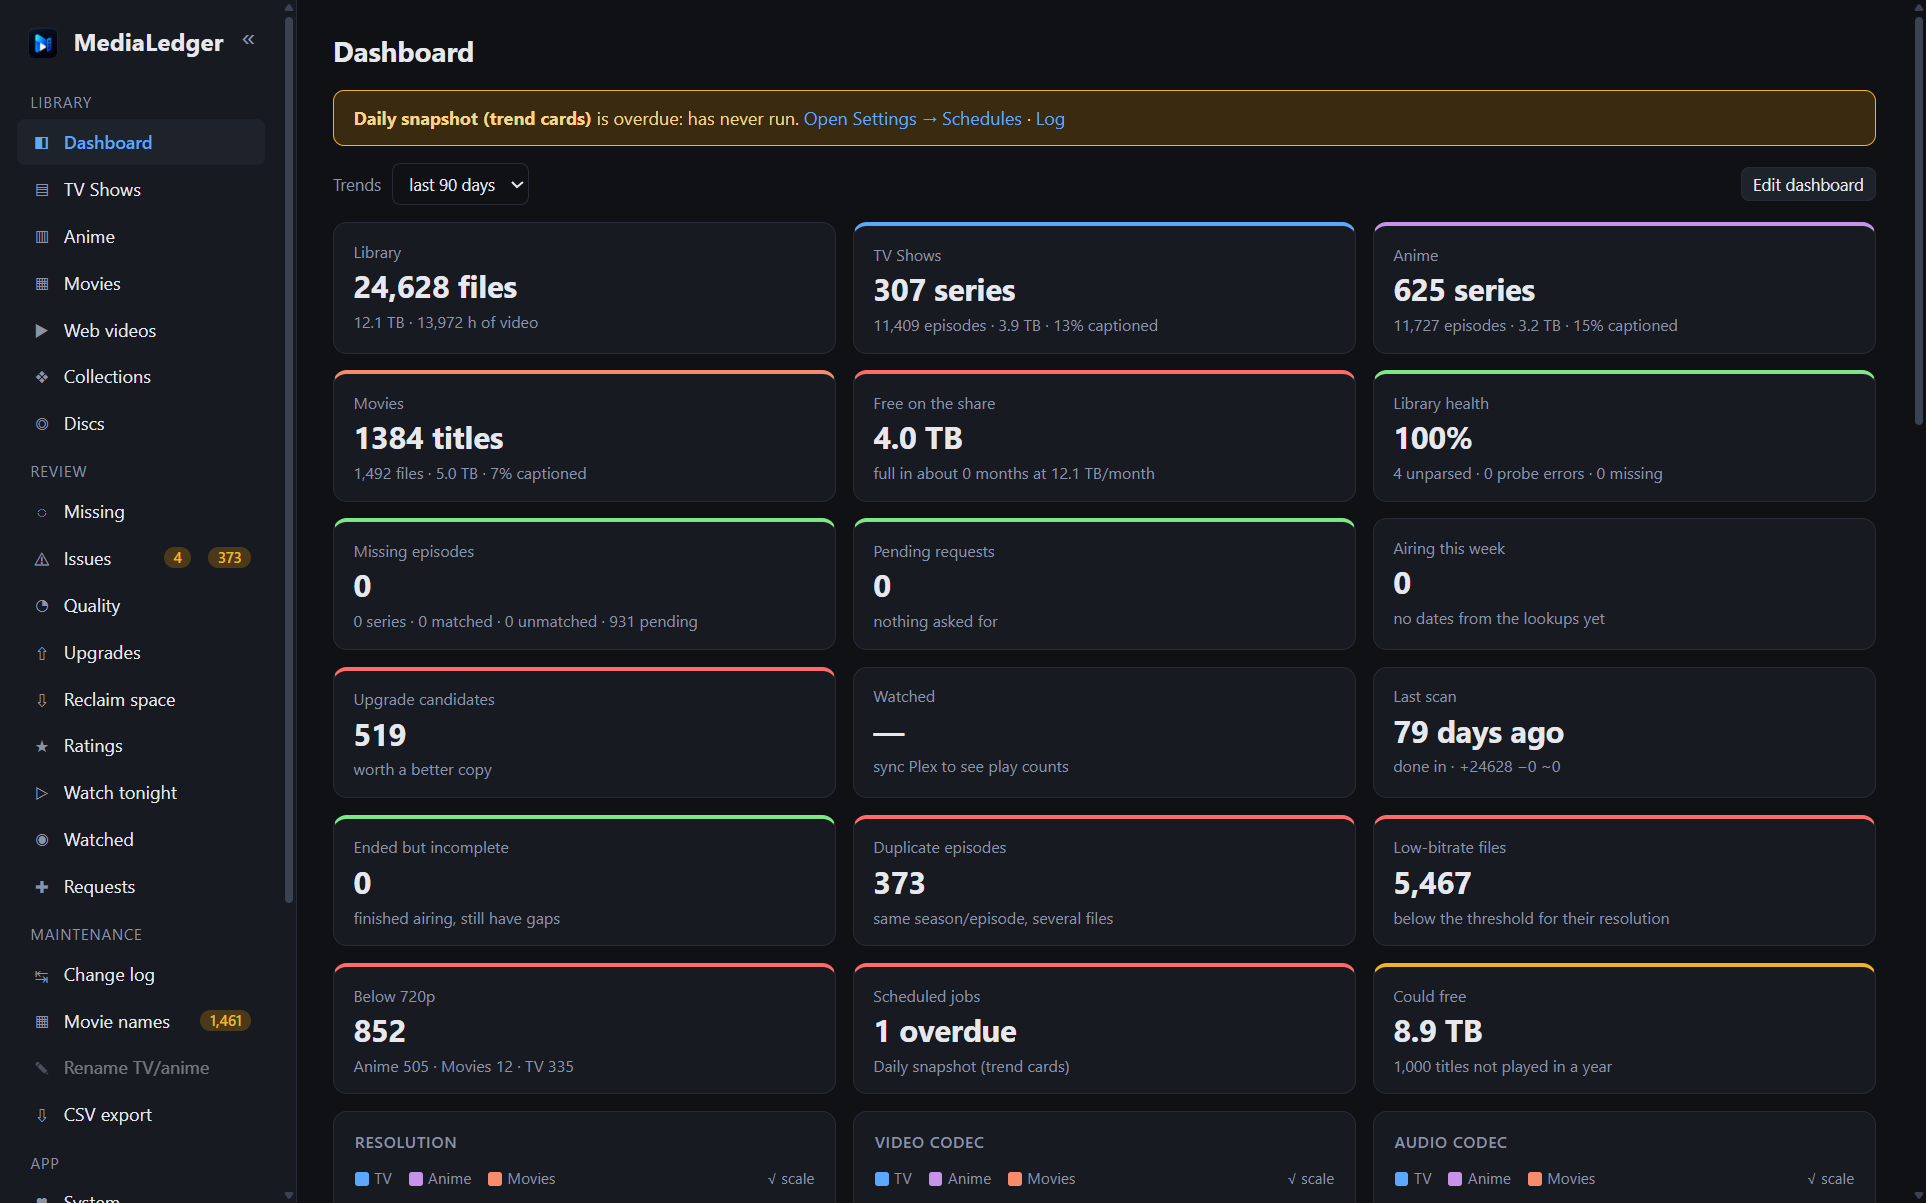 MediaLedger «
LIBRARY
Dashboard
TV Shows
Anime
Movies
Web videos
Collections
Discs
REVIEW
Missing
Issues 4 373
Quality
Upgrades
Reclaim space
Ratings
Watch tonight
Watched
Requests
MAINTENANCE
Change log
Movie names 1,461
Rename TV/anime
CSV export
APP
System
Dashboard
Daily snapshot (trend cards) is overdue: has never run. Open Settings → Schedules · Log
Trends last 90 days
Edit dashboard
Library
24,628 files
12.1 TB · 13,972 h of video
TV Shows
307 series
11,409 episodes · 3.9 TB · 13% captioned
Anime
625 series
11,727 episodes · 3.2 TB · 15% captioned
Movies
1384 titles
1,492 files · 5.0 TB · 7% captioned
Free on the share
4.0 TB
full in about 0 months at 12.1 TB/month
Library health
100%
4 unparsed · 0 probe errors · 0 missing
Missing episodes
0
0 series · 0 matched · 0 unmatched · 931 pending
Pending requests
0
nothing asked for
Airing this week
0
no dates from the lookups yet
Upgrade candidates
519
worth a better copy
Watched
—
sync Plex to see play counts
Last scan
79 days ago
done in · +24628 −0 ~0
Ended but incomplete
0
finished airing, still have gaps
Duplicate episodes
373
same season/episode, several files
Low-bitrate files
5,467
below the threshold for their resolution
Below 720p
852
Anime 505 · Movies 12 · TV 335
Scheduled jobs
1 overdue
Daily snapshot (trend cards)
Could free
8.9 TB
1,000 titles not played in a year
RESOLUTION
TV Anime Movies √ scale
VIDEO CODEC
TV Anime Movies √ scale
AUDIO CODEC
TV Anime Movies √ scale